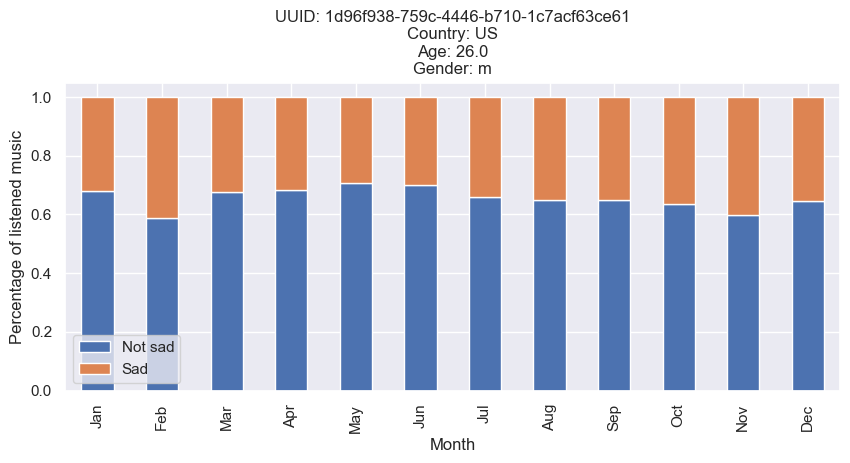 UUID: 1d96f938-759c-4446-b710-1c7acf63ce61
Country: US
Age: 26.0
Gender: m
Percentage of listened music
1.0
0.8
0.6
0.4
0.2
0.0
Not sad
Sad
Jan
Feb
Mar
Apr
May
Jun
Jul
Aug
Sep
Oct
Nov
Dec
Month